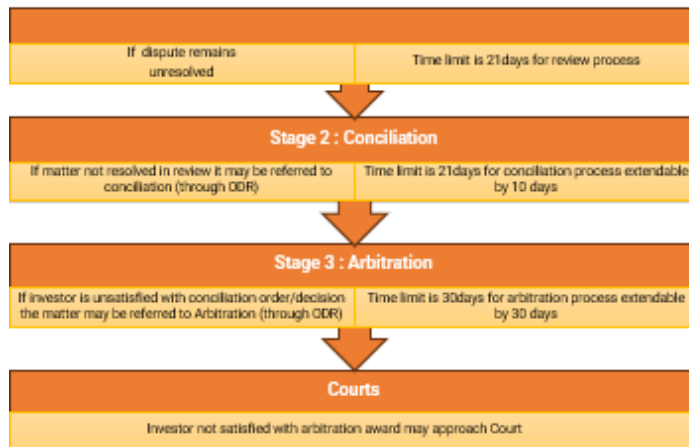 If dispute remains
unresolved
Time limit is 21days for review process
Stage 2 : Conciliation
If matter not resolved in review it may be referred to
conciliation (through ODR)
Time limit is 21days for conciliation process extendable
by 10 days
Stage 3 : Arbitration
If investor is unsatisfied with conciliation order/decision
the matter may be referred to Arbitration (through ODR)
Time limit is 30days for arbitration process extendable
by 30 days
Courts
Investor not satisfied with arbitration award may approach Court